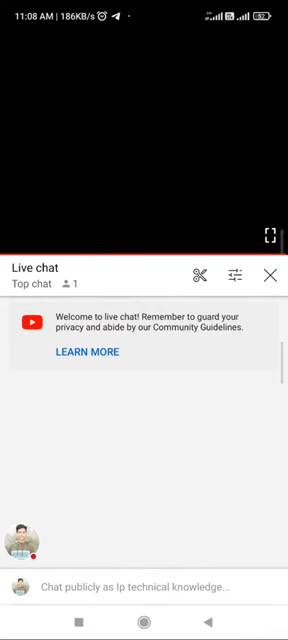 11:08 AM | 186KB/s
52
Live chat
Top chat 1
Welcome to live chat! Remember to guard your
privacy and abide by our Community Guidelines.
LEARN MORE
Chat publicly as Ip technical knowledge...